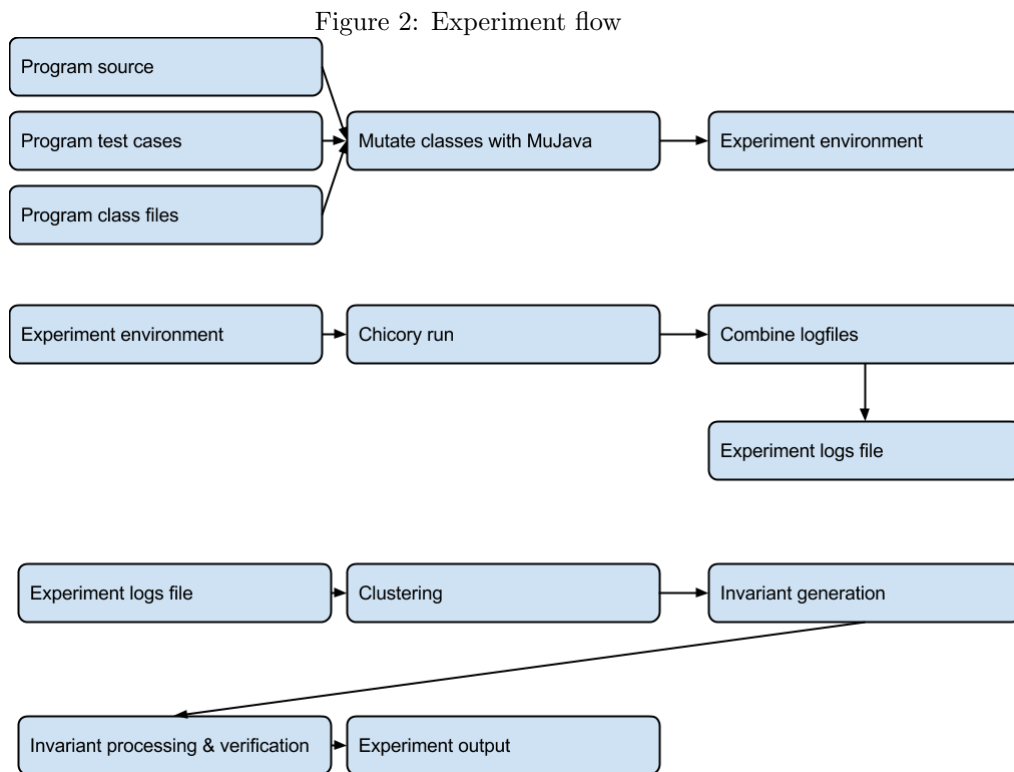 Figure 2: Experiment flow
Program source
Program test cases
Mutate classes with MuJava
Experiment environment
Program class files
Experiment environment
Chicory run
Combine logfiles
Experiment logs file
Experiment logs file
Clustering
Invariant generation
Invariant processing & verification
Experiment output